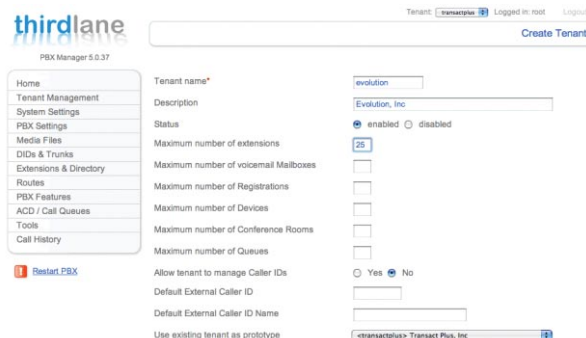 Tenant: transactplus Logged in: root Logout
thirdlane
Create Tenant
PBX Manager 5.0.37
Home
Tenant Management
System Settings
PBX Settings
Media Files
DIDs & Trunks
Extensions & Directory
Routes
PBX Features
ACD / Call Queues
Tools
Call History
Restart PBX
Tenant name* evolution
Description Evolution, Inc
Status enabled disabled
Maximum number of extensions 25
Maximum number of voicemail Mailboxes
Maximum number of Registrations
Maximum number of Devices
Maximum number of Conference Rooms
Maximum number of Queues
Allow tenant to manage Caller IDs Yes No
Default External Caller ID
Default External Caller ID Name
Use existing tenant as prototype <transactplus> Transact Plus, Inc